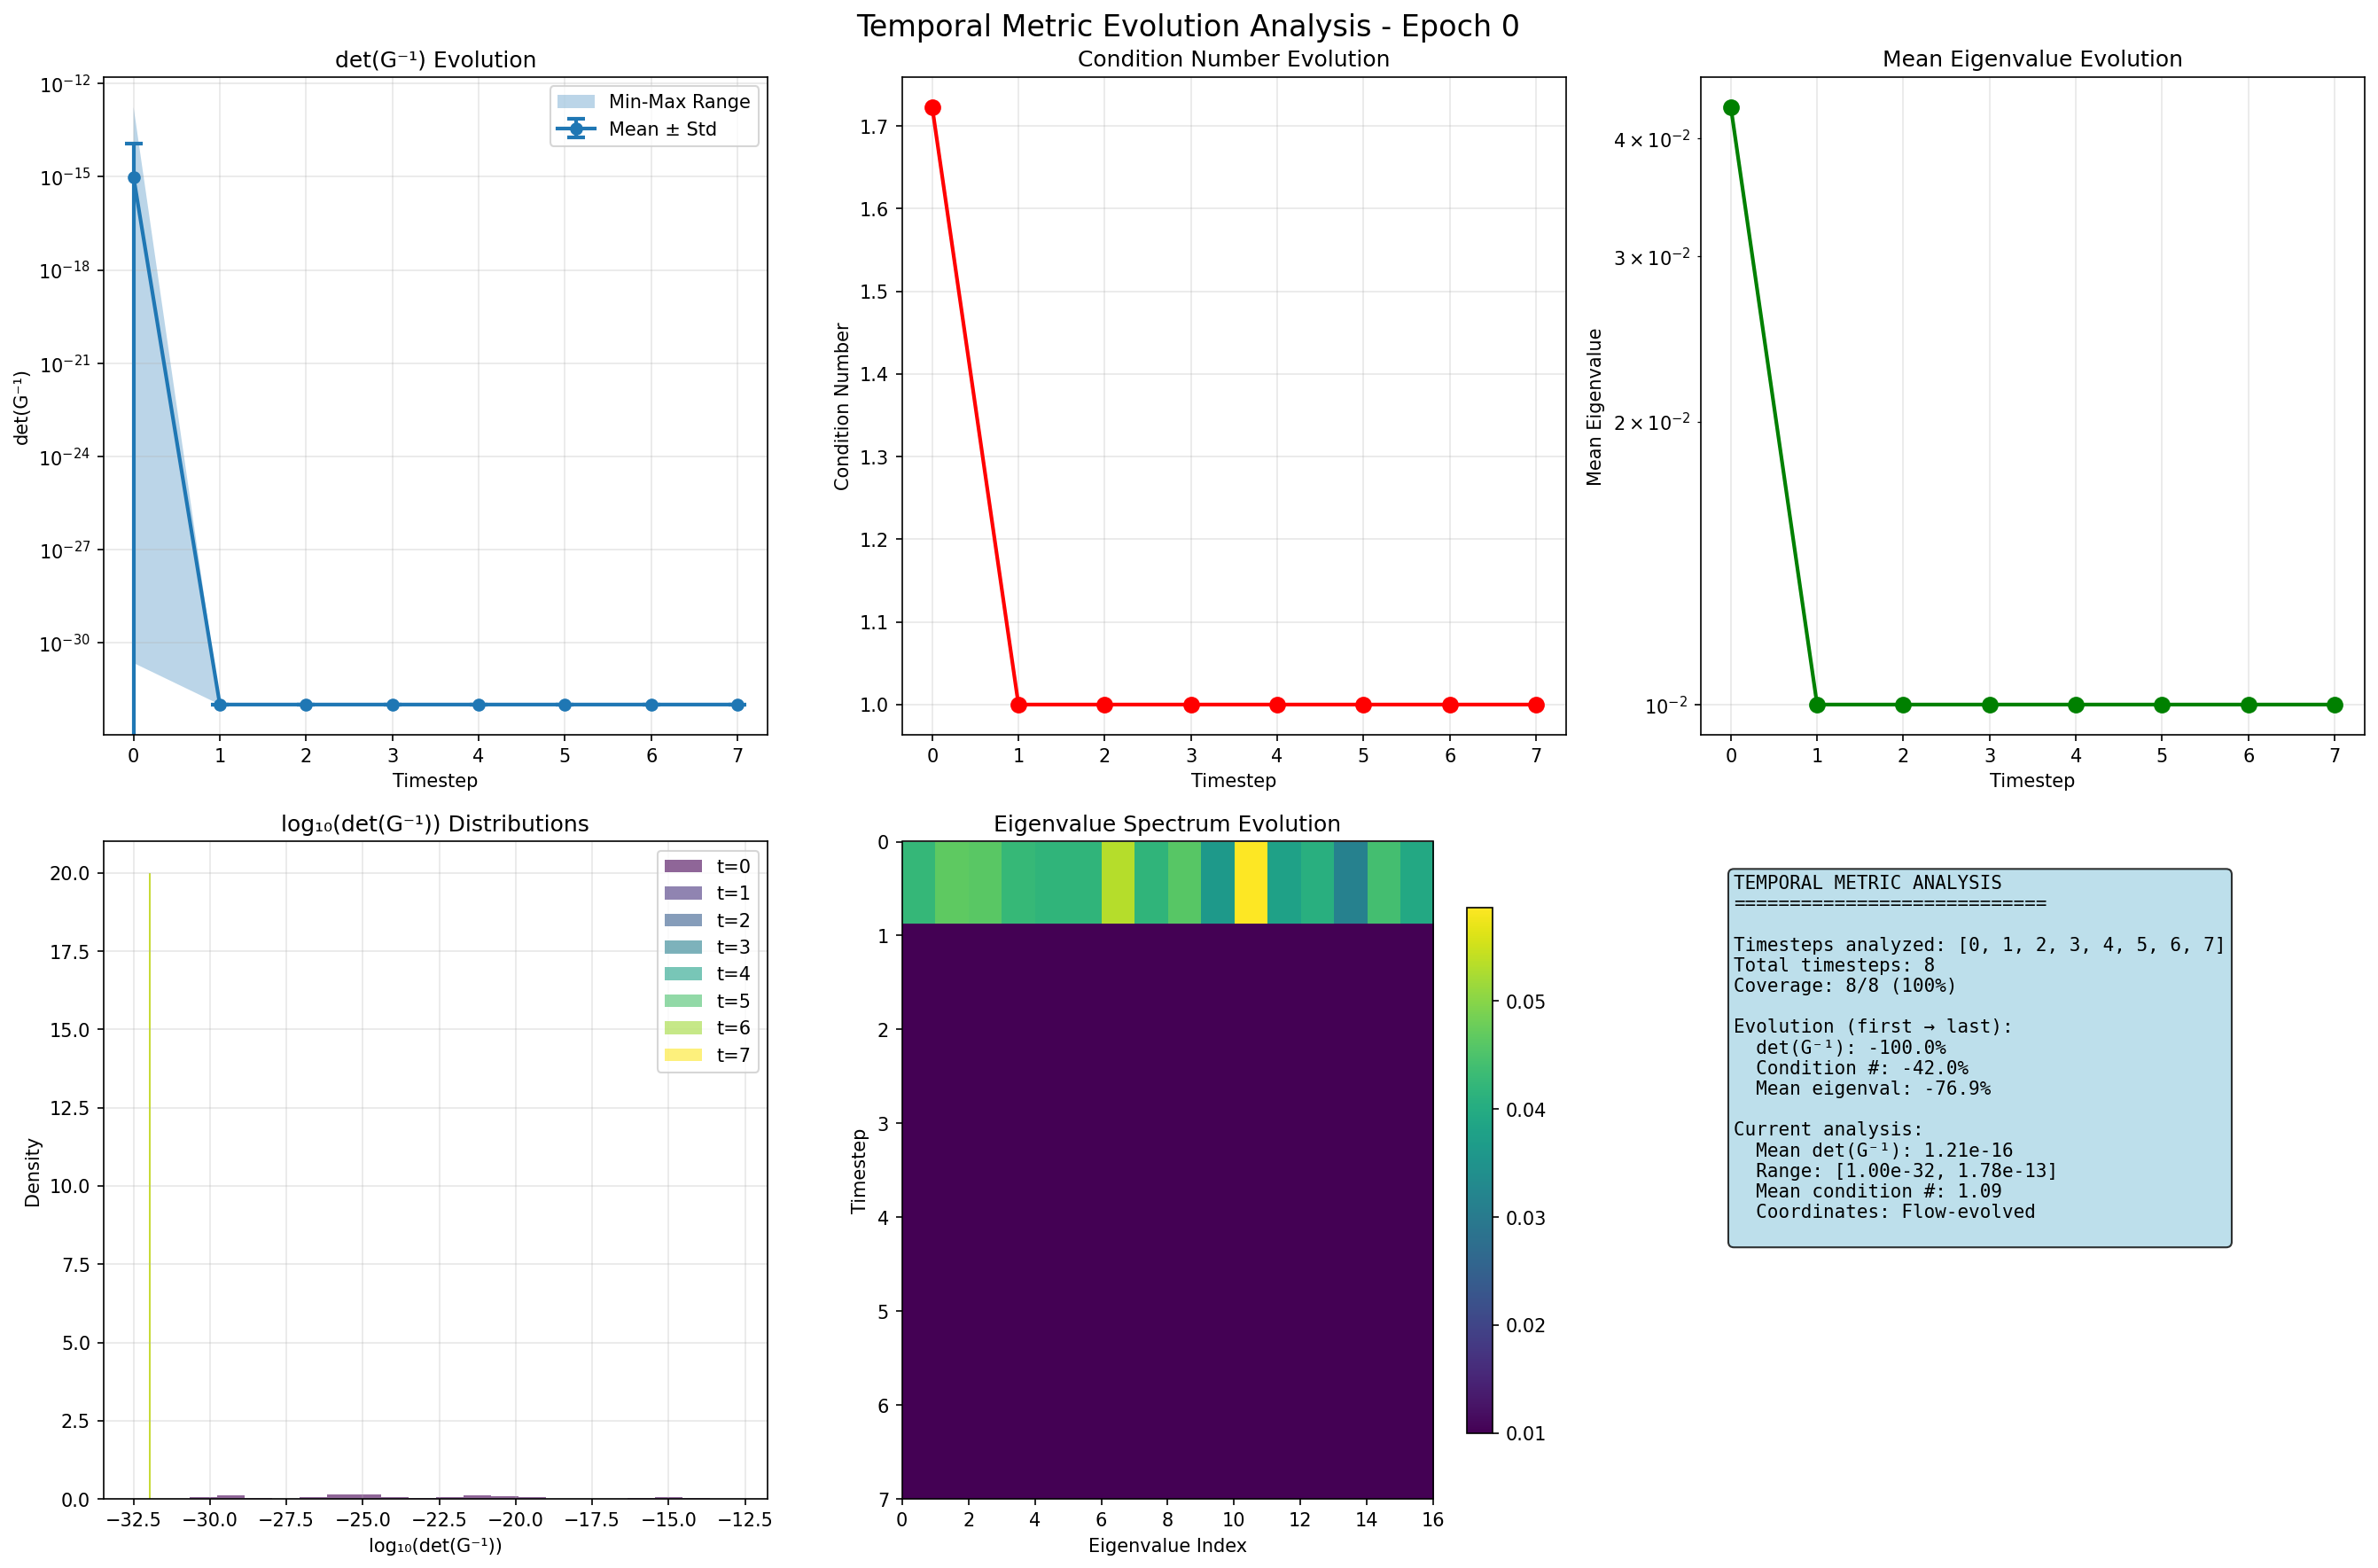 Temporal Metric Evolution Analysis - Epoch 0
det(G⁻¹) Evolution
10⁻¹²
10⁻¹⁵
10⁻¹⁸
10⁻²¹
10⁻²⁴
10⁻²⁷
10⁻³⁰
det(G⁻¹)
0 1 2 3 4 5 6 7
Timestep
Min-Max Range
Mean ± Std
Condition Number Evolution
1.7
1.6
1.5
1.4
1.3
1.2
1.1
1.0
Condition Number
0 1 2 3 4 5 6 7
Timestep
Mean Eigenvalue Evolution
4 × 10⁻²
3 × 10⁻²
2 × 10⁻²
10⁻²
Mean Eigenvalue
0 1 2 3 4 5 6 7
Timestep
log₁₀(det(G⁻¹)) Distributions
20.0
17.5
15.0
12.5
10.0
7.5
5.0
2.5
0.0
Density
−32.5 −30.0 −27.5 −25.0 −22.5 −20.0 −17.5 −15.0 −12.5
log₁₀(det(G⁻¹))
t=0
t=1
t=2
t=3
t=4
t=5
t=6
t=7
Eigenvalue Spectrum Evolution
0
1
2
3
4
5
6
7
Timestep
0 2 4 6 8 10 12 14 16
Eigenvalue Index
0.05
0.04
0.03
0.02
0.01
TEMPORAL METRIC ANALYSIS
============================
Timesteps analyzed: [0, 1, 2, 3, 4, 5, 6, 7]
Total timesteps: 8
Coverage: 8/8 (100%)
Evolution (first → last):
det(G⁻¹): -100.0%
Condition #: -42.0%
Mean eigenval: -76.9%
Current analysis:
Mean det(G⁻¹): 1.21e-16
Range: [1.00e-32, 1.78e-13]
Mean condition #: 1.09
Coordinates: Flow-evolved